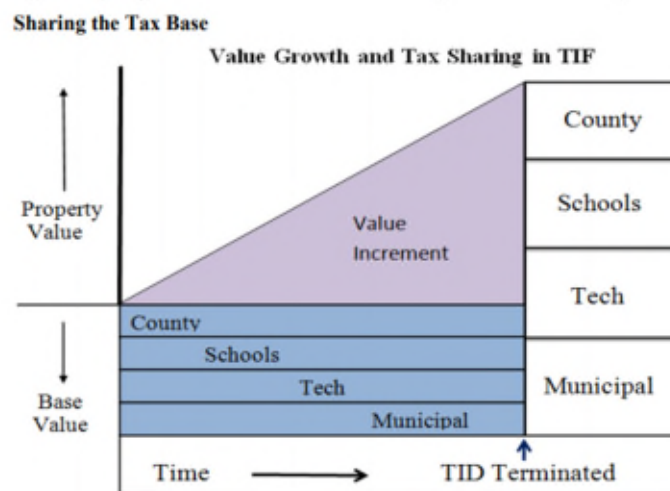 Sharing the Tax Base
Value Growth and Tax Sharing in TIF
County
Schools
Tech
Municipal
Property
Value
Value
Increment
County
Schools
Tech
Municipal
Base
Value
Time
TID Terminated